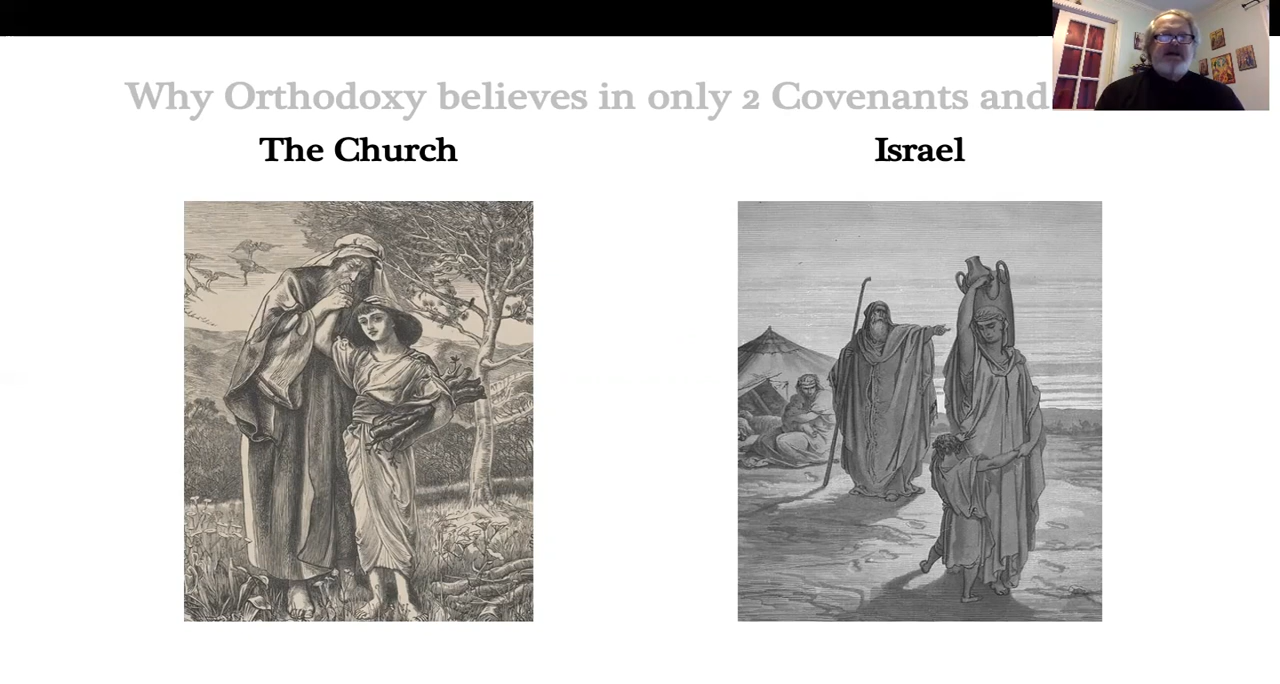 Why Orthodoxy believes in only 2 Covenants and
The Church
Israel